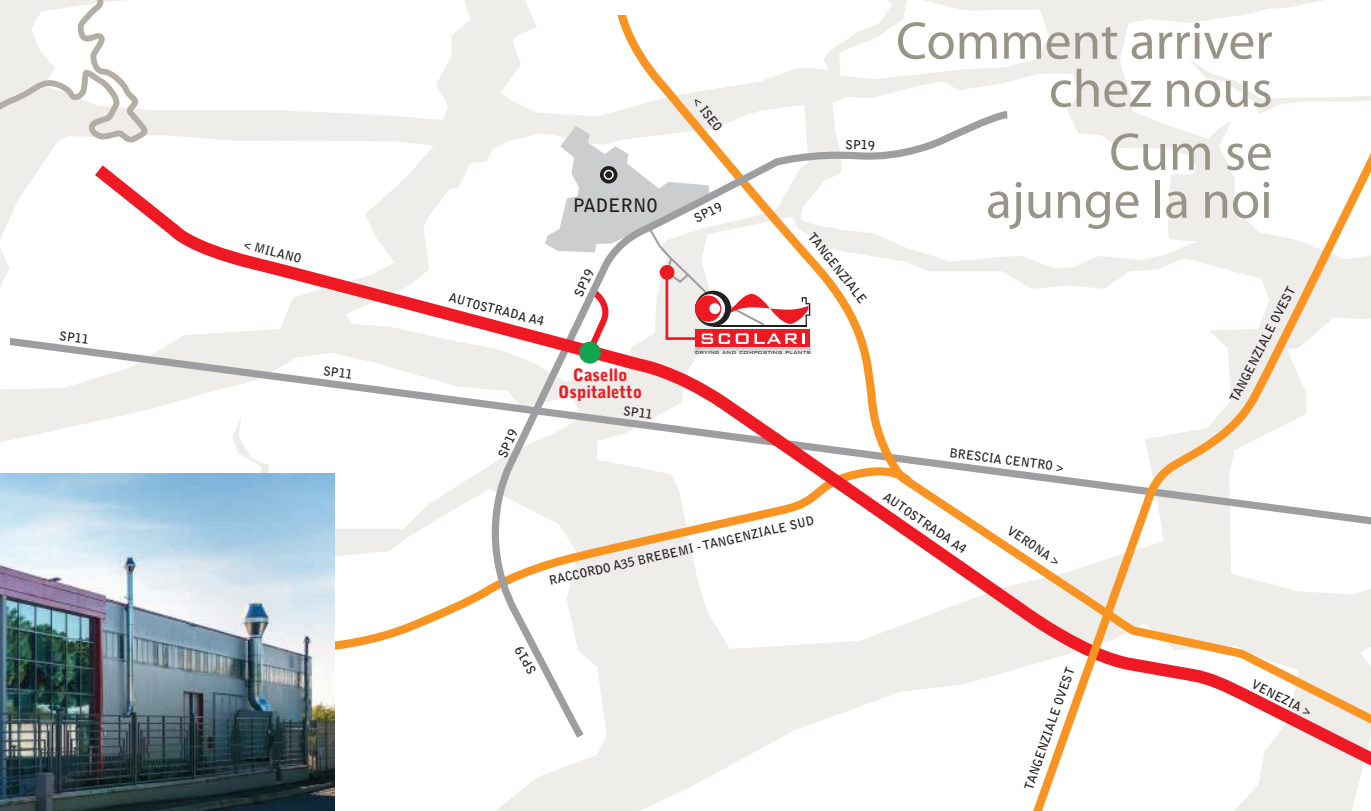 Comment arriver
chez nous
Cum se
ajunge la noi
< ISEO
SP19
PADERNO
SP19
TANGENZIALE
< MILANO
SP19
AUTOSTRADA A4
SCOLARI
DRYING AND COMPOSTING PLANTS
TANGENZIALE OVEST
SP11
SP11
Casello
Ospitaletto
SP11
SP19
BRESCIA CENTRO >
AUTOSTRADA A4
VERONA >
RACCORDO A35 BREBEMI - TANGENZIALE SUD
SP19
TANGENZIALE OVEST
VENEZIA >